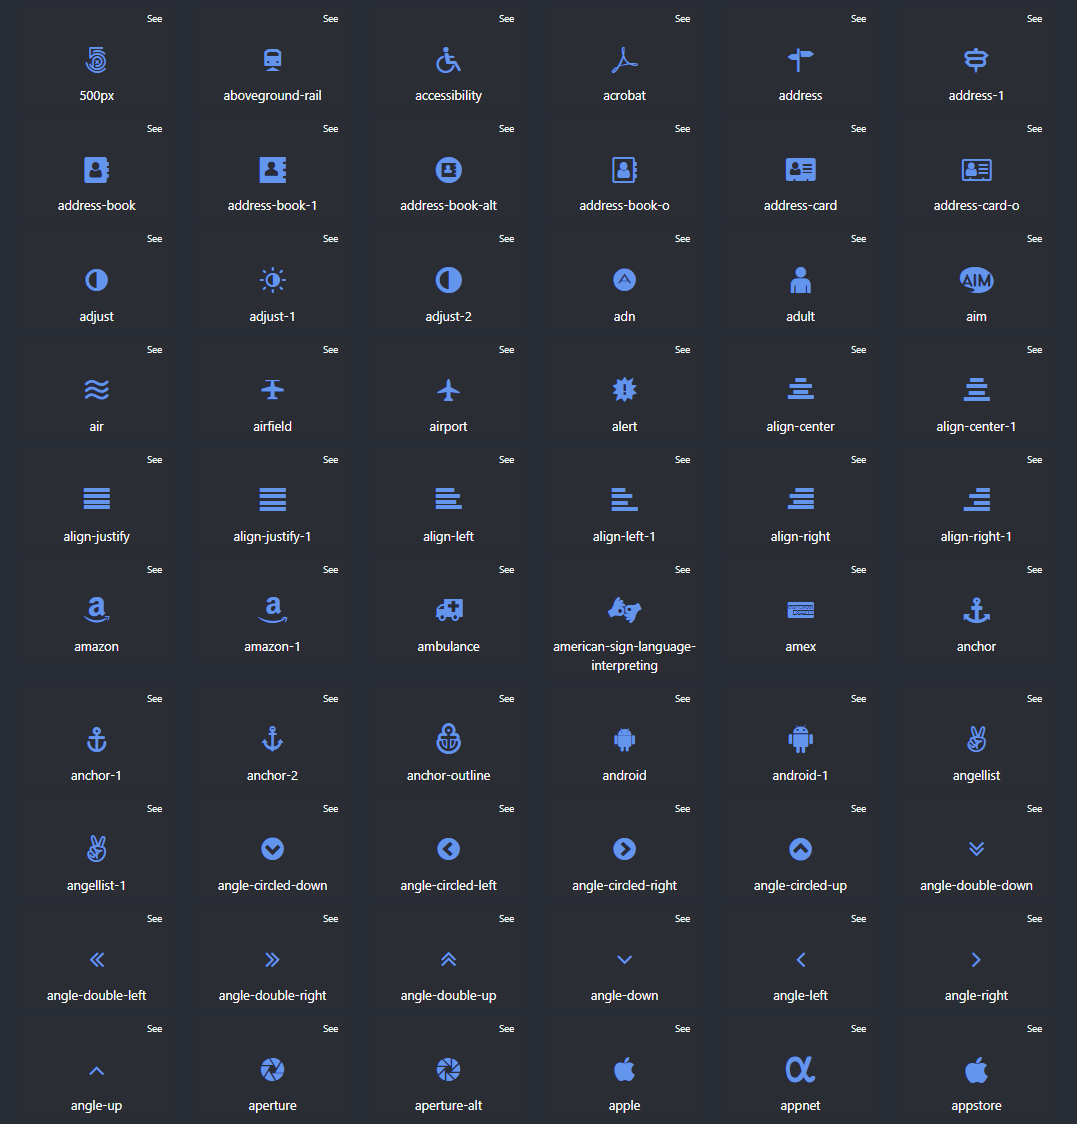 See See See See See See
500px aboveground-rail accessibility acrobat address address-1
See See See See See See
address-book address-book-1 address-book-alt address-book-o address-card address-card-o
See See See See See See
adjust adjust-1 adjust-2 adn adult aim
AIM
See See See See See See
air airfield airport alert align-center align-center-1
See See See See See See
align-justify align-justify-1 align-left align-left-1 align-right align-right-1
See See See See See See
amazon amazon-1 ambulance american-sign-language- amex anchor
interpreting
See See See See See See
anchor-1 anchor-2 anchor-outline android android-1 angellist
See See See See See See
angellist-1 angle-circled-down angle-circled-left angle-circled-right angle-circled-up angle-double-down
See See See See See See
angle-double-left angle-double-right angle-double-up angle-down angle-left angle-right
See See See See See See
angle-up aperture aperture-alt apple appnet appstore